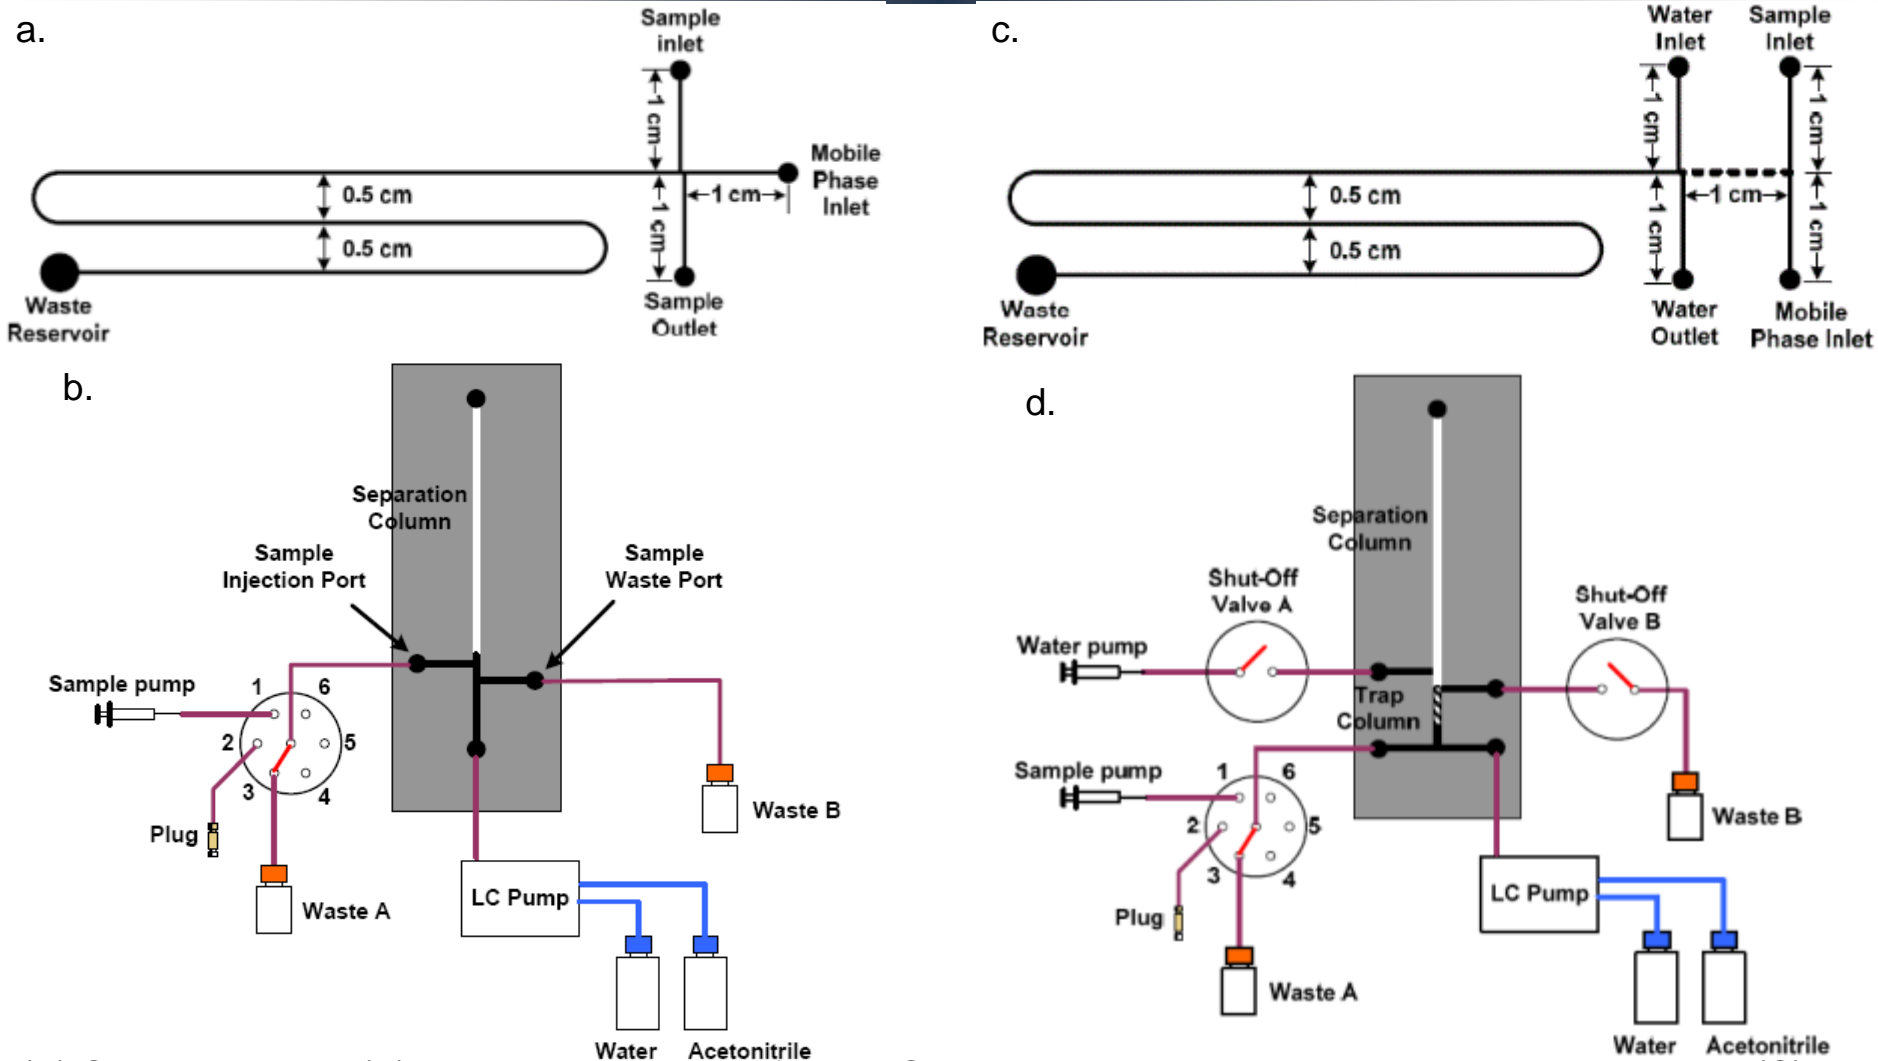 a.
Sample
inlet
1 cm
Mobile
Phase
Inlet
0.5 cm
1 cm
1 cm
0.5 cm
Waste
Reservoir
Sample
Outlet
b.
Separation
Column
Sample
Injection Port
Sample
Waste Port
Sample pump
1
6
2
5
3
4
Plug
Waste A
Waste B
LC Pump
Water
Acetonitrile
c.
Water
Inlet
Sample
Inlet
1 cm
1 cm
0.5 cm
1 cm
1 cm
1 cm
0.5 cm
Waste
Reservoir
Water
Outlet
Mobile
Phase Inlet
d.
Separation
Column
Shut-Off
Valve A
Shut-Off
Valve B
Water pump
Trap
Column
Sample pump
1
6
2
5
3
4
Plug
Waste A
Waste B
LC Pump
Water
Acetonitrile